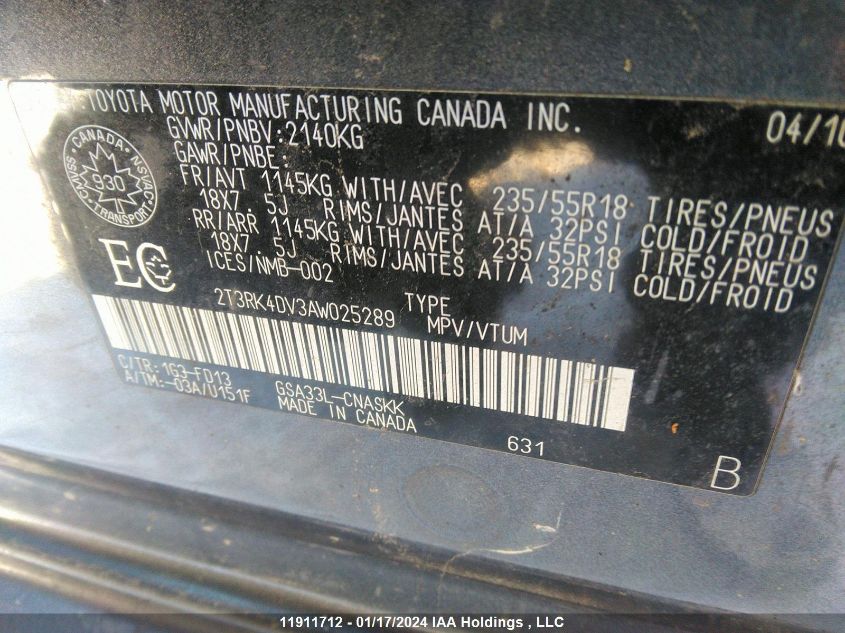 TOYOTA MOTOR MANUFACTURING CANADA INC. 04/10
GVWR/PNBV:2140KG
GAWR/PNBE:
FR/AVT 1145KG WITH/AVEC 235/55R18 TIRES/PNEUS
18X7. 5J RIMS/JANTES AT/A 32PSI COLD/FROID
RR/ARR 1145KG WITH/AVEC 235/55R18 TIRES/PNEUS
18X7. 5J RIMS/JANTES AT/A 32PSI COLD/FROID
ICES/NMB-002
CANADA
CMVSS
930
NSVAC
TRANSPORT
EC
2T3RK4DV3AW025289 TYPE
MPV/VTUM
C/TR:1G3-FD13
A/TM:-03A/U151F
GSA33L-CNASKK
MADE IN CANADA
631
B
11911712 - 01/17/2024 IAA Holdings , LLC